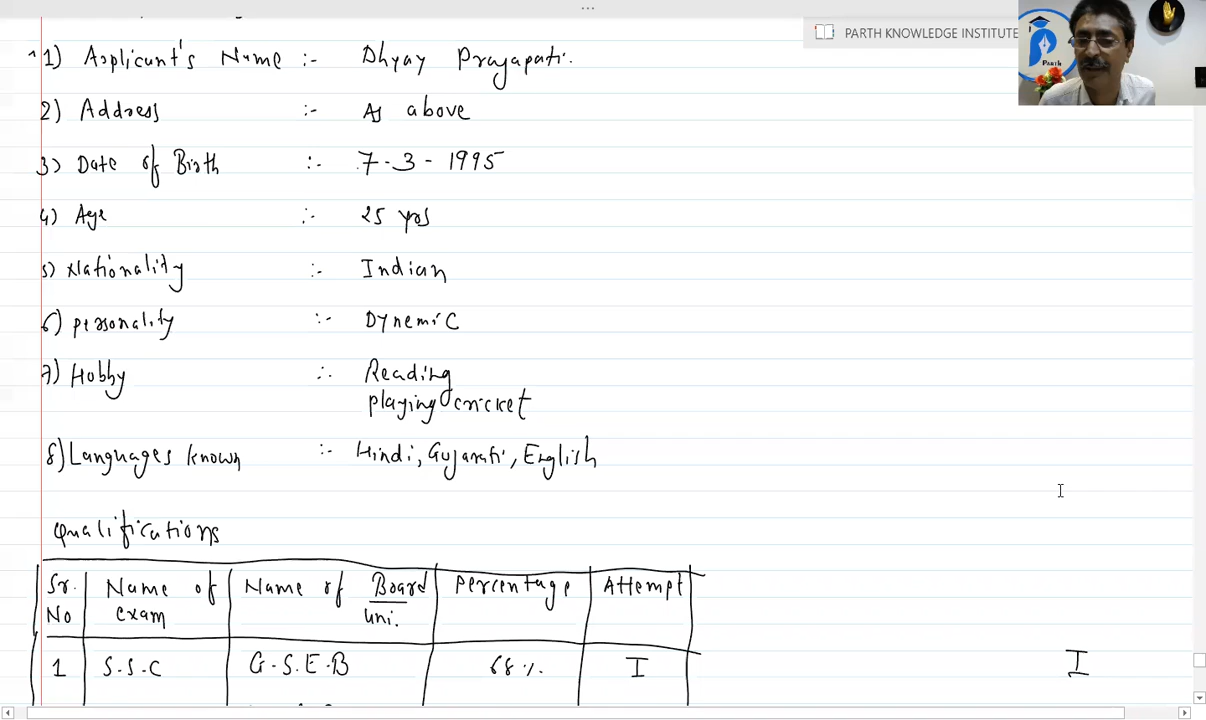 PARTH KNOWLEDGE INSTITUTE
Parth
1) Applicant's Name :- Dhyay Prajapati.
2) Address :- As above
3) Date of Birth :- 7-3-1995
4) Age :- 25 yrs
5) Nationality :- Indian
6) personality :- Dynemic
7) Hobby :- Reading
playing cricket
8) Languages known :- Hindi, Gujarati, English
Qualifications
Sr. No | Name of exam | Name of Board uni. | Percentage | Attempt
1 | S.S.C | G.S.E.B | 68 % | I
I